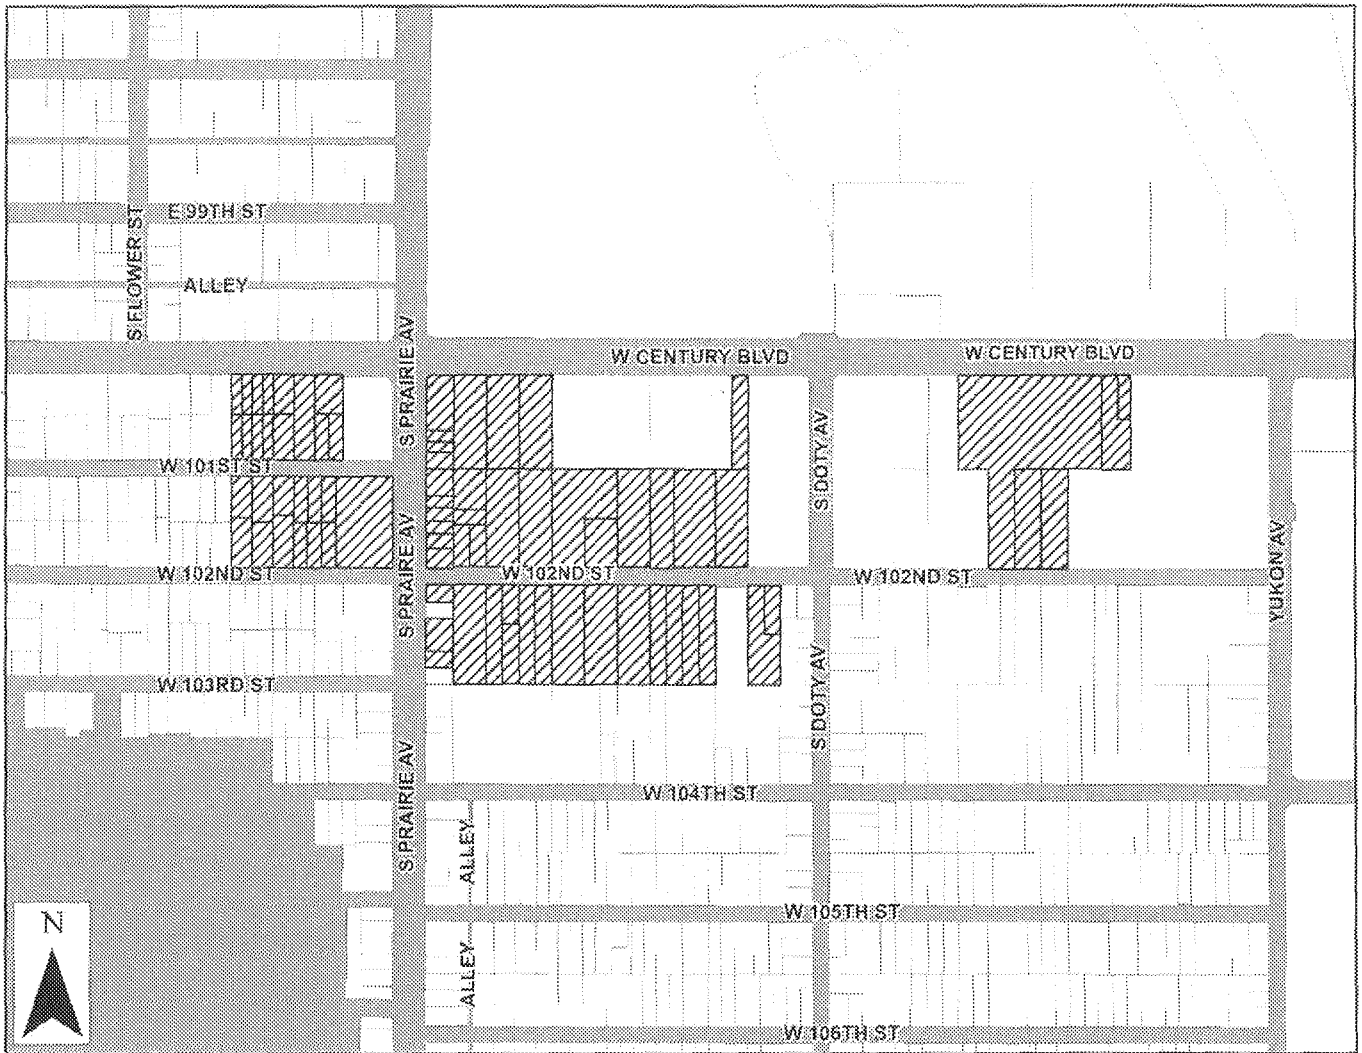 E 99TH ST
S FLOWER ST
ALLEY
S PRAIRIE AV
W CENTURY BLVD
W CENTURY BLVD
S DOTY AV
W 101ST ST
S PRAIRE AV
YUKON AV
W 102ND ST
W 102ND ST
W 102ND ST
S DOTY AV
W 103RD ST
S PRAIRIE AV
W 104TH ST
ALLEY
W 105TH ST
N
ALLEY
W 106TH ST